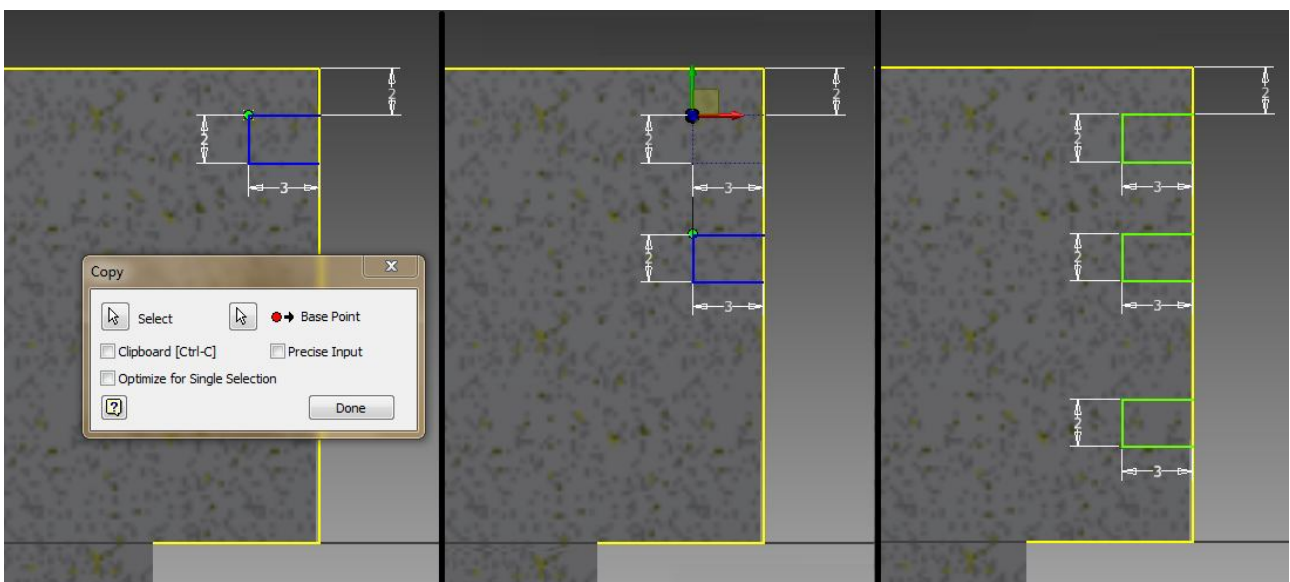 2
2
3
Copy
X
Select
Base Point
Clipboard [Ctrl-C]
Precise Input
Optimize for Single Selection
?
Done
2
2
3
2
3
2
2
3
2
3
2
3